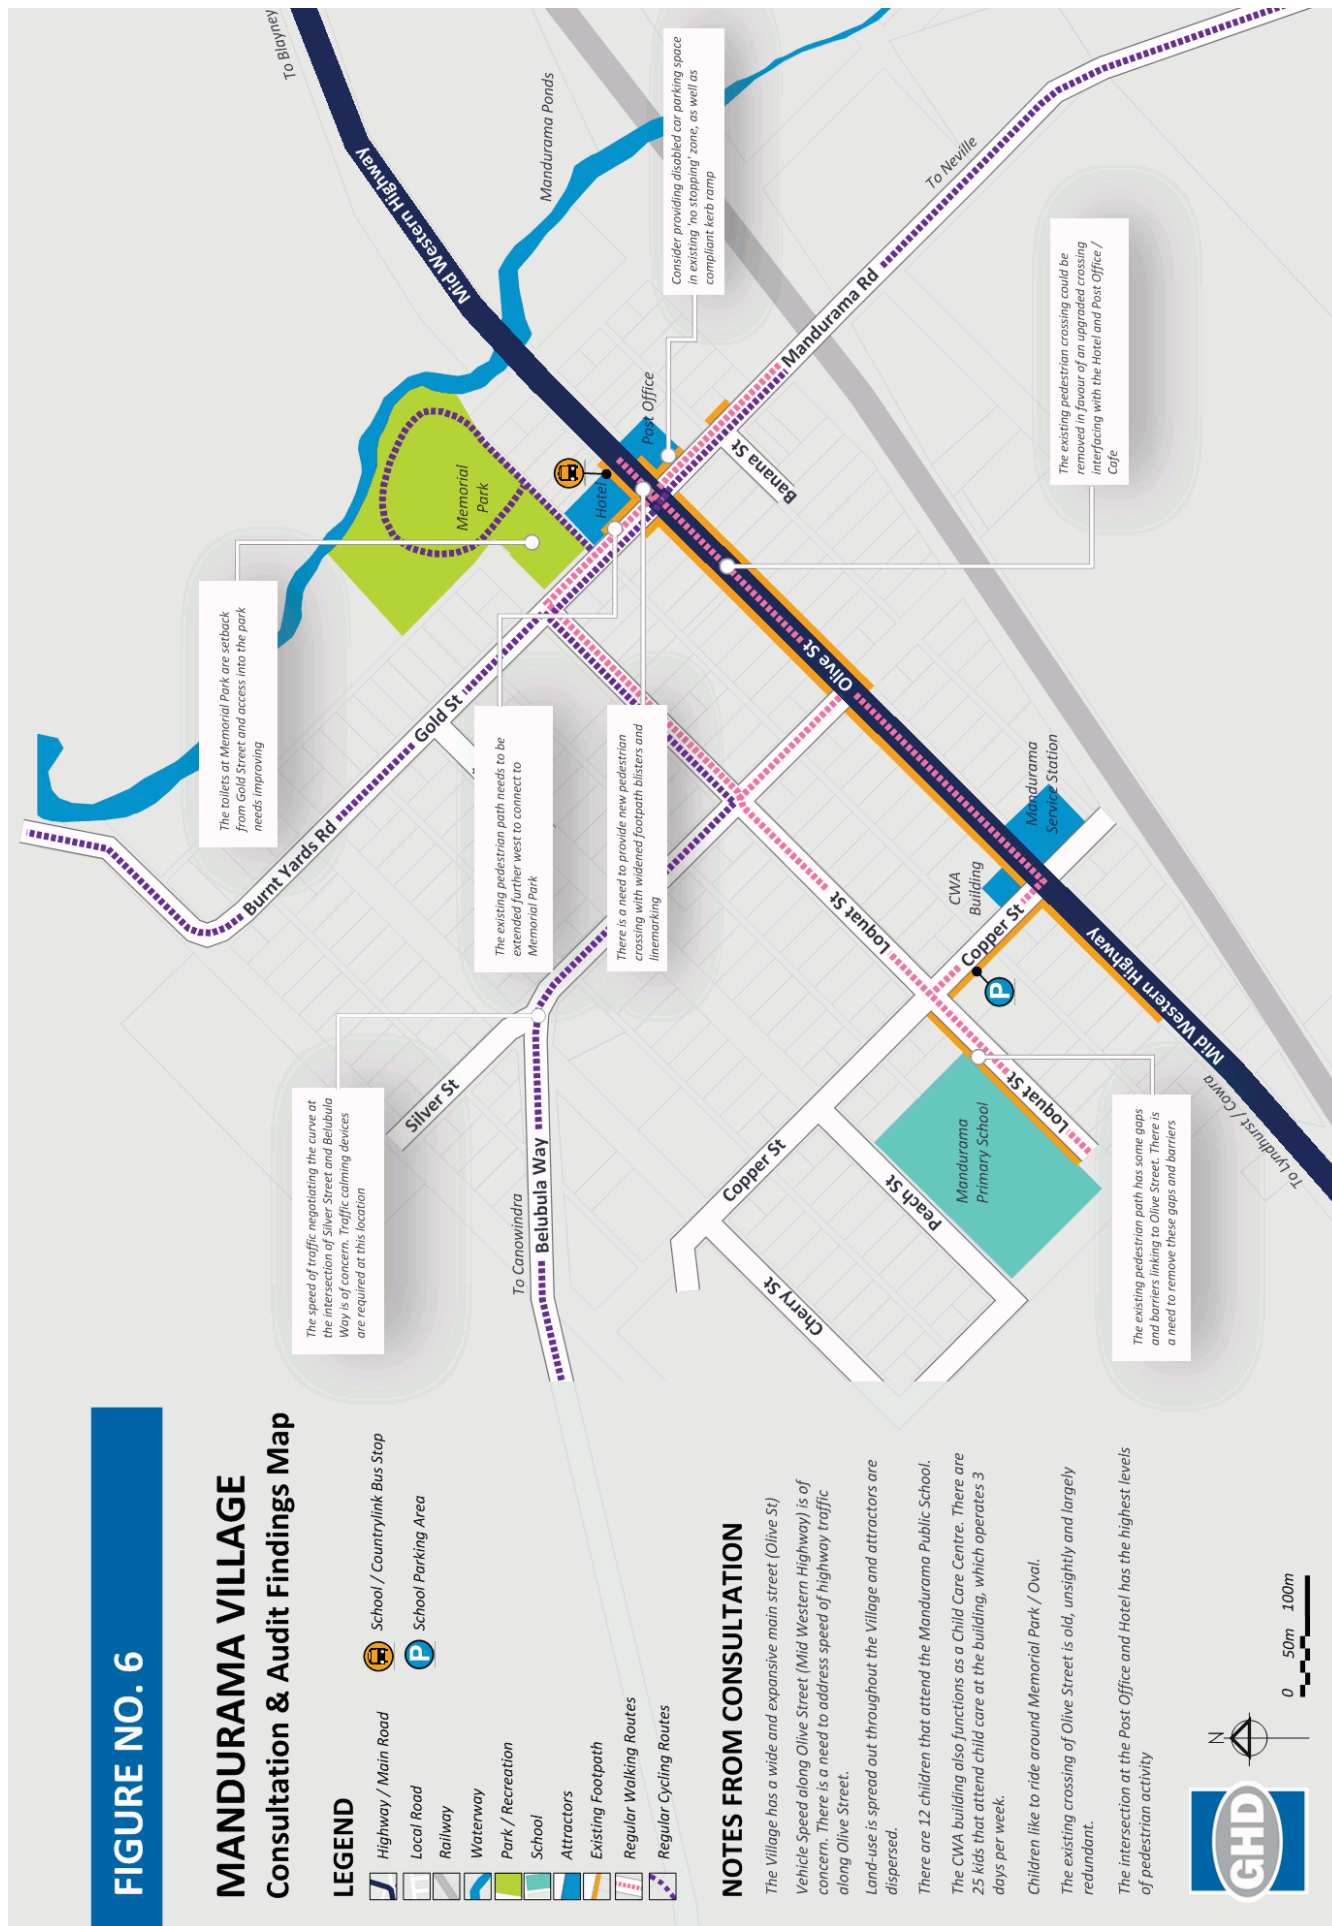 FIGURE NO. 6
MANDURAMA VILLAGE
Consultation & Audit Findings Map
LEGEND
Highway / Main Road
Local Road
Railway
Waterway
Park / Recreation
School
Attractors
Existing Footpath
Regular Walking Routes
Regular Cycling Routes
School / Countrylink Bus Stop
P
School Parking Area
NOTES FROM CONSULTATION
The Village has a wide and expansive main street (Olive St)
Vehicle Speed along Olive Street (Mid Western Highway) is of
concern. There is a need to address speed of highway traffic
along Olive Street.
Land-use is spread out throughout the Village and attractors are
dispersed.
There are 12 children that attend the Mandurama Public School.
The CWA building also functions as a Child Care Centre. There are
25 kids that attend child care at the building, which operates 3
days per week.
Children like to ride around Memorial Park / Oval.
The existing crossing of Olive Street is old, unsightly and largely
redundant.
The intersection at the Post Office and Hotel has the highest levels
of pedestrian activity
GHD
N
0 50m 100m
The speed of traffic negotiating the curve at
the intersection of Silver Street and Belubula
Way is of concern. Traffic calming devices
are required at this location
The toilets at Memorial Park are setback
from Gold Street and access into the park
needs improving
The existing pedestrian path needs to be
extended further west to connect to
Memorial Park
There is a need to provide new pedestrian
crossing with widened footpath blisters and
linemarking
Consider providing disabled car parking space
in existing 'no stopping' zone, as well as
compliant kerb ramp
The existing pedestrian crossing could be
removed in favour of an upgraded crossing
interfacing with the Hotel and Post Office /
Cafe
The existing pedestrian path has some gaps
and barriers linking to Olive Street. There is
a need to remove these gaps and barriers
To Blayney
Mid Western Highway
Mandurama Ponds
To Neville
Mandurama Rd
Post Office
Banana St
Hotel
Memorial
Park
Gold St
Burnt Yards Rd
Olive St
Mandurama
Service Station
CWA
Building
Copper St
P
Loquat St
Loquat St
Mid Western Highway
To Lyndhurst / Cowra
Mandurama
Primary School
Peach St
Copper St
Cherry St
Silver St
Belubula Way
To Canowindra